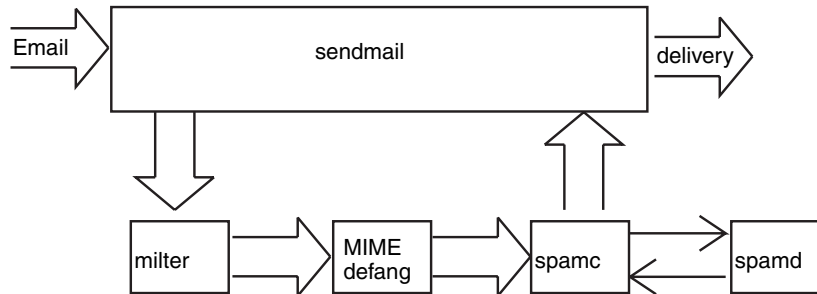 Email
sendmail
delivery
milter
MIME
defang
spamc
spamd